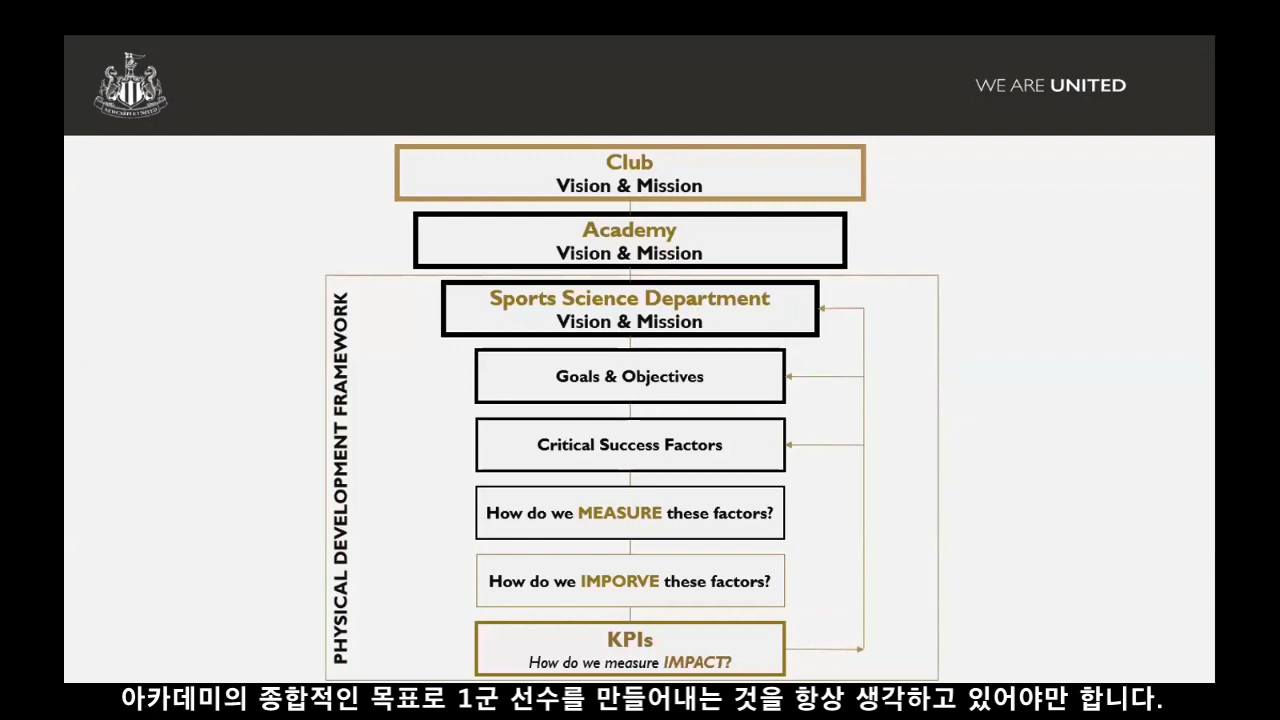 NEWCASTLE UNITED
WE ARE UNITED
Club
Vision & Mission
Academy
Vision & Mission
PHYSICAL DEVELOPMENT FRAMEWORK
Sports Science Department
Vision & Mission
Goals & Objectives
Critical Success Factors
How do we MEASURE these factors?
How do we IMPORVE these factors?
KPIs
How do we measure IMPACT?
아카데미의 종합적인 목표로 1군 선수를 만들어내는 것을 항상 생각하고 있어야만 합니다.